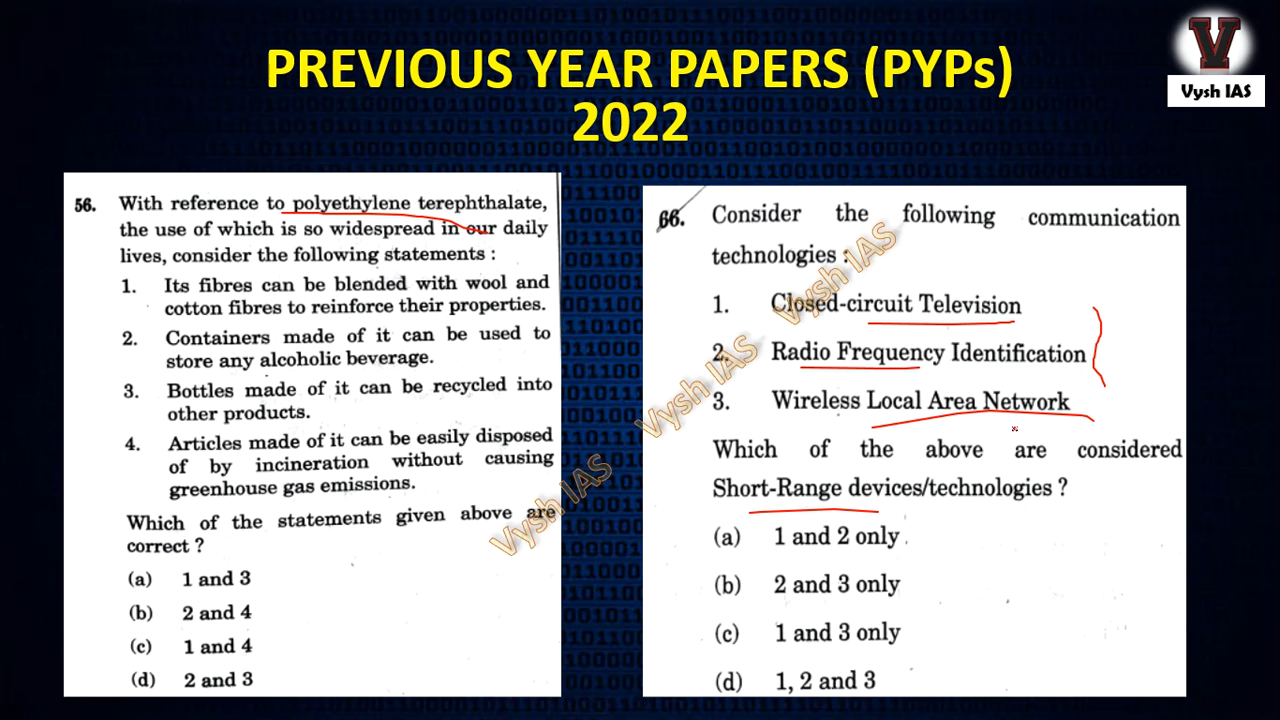 PREVIOUS YEAR PAPERS (PYPs)
2022
V
Vysh IAS
56. With reference to polyethylene terephthalate,
the use of which is so widespread in our daily
lives, consider the following statements :
1. Its fibres can be blended with wool and
cotton fibres to reinforce their properties.
2. Containers made of it can be used to
store any alcoholic beverage.
3. Bottles made of it can be recycled into
other products.
4. Articles made of it can be easily disposed
of by incineration without causing
greenhouse gas emissions.
Which of the statements given above are
correct ?
(a) 1 and 3
(b) 2 and 4
(c) 1 and 4
(d) 2 and 3
66. Consider the following communication
technologies :
1. Closed-circuit Television
2. Radio Frequency Identification
3. Wireless Local Area Network
Which of the above are considered
Short-Range devices/technologies ?
(a) 1 and 2 only
(b) 2 and 3 only
(c) 1 and 3 only
(d) 1, 2 and 3
Vysh IAS
Vysh IAS
Vysh IAS